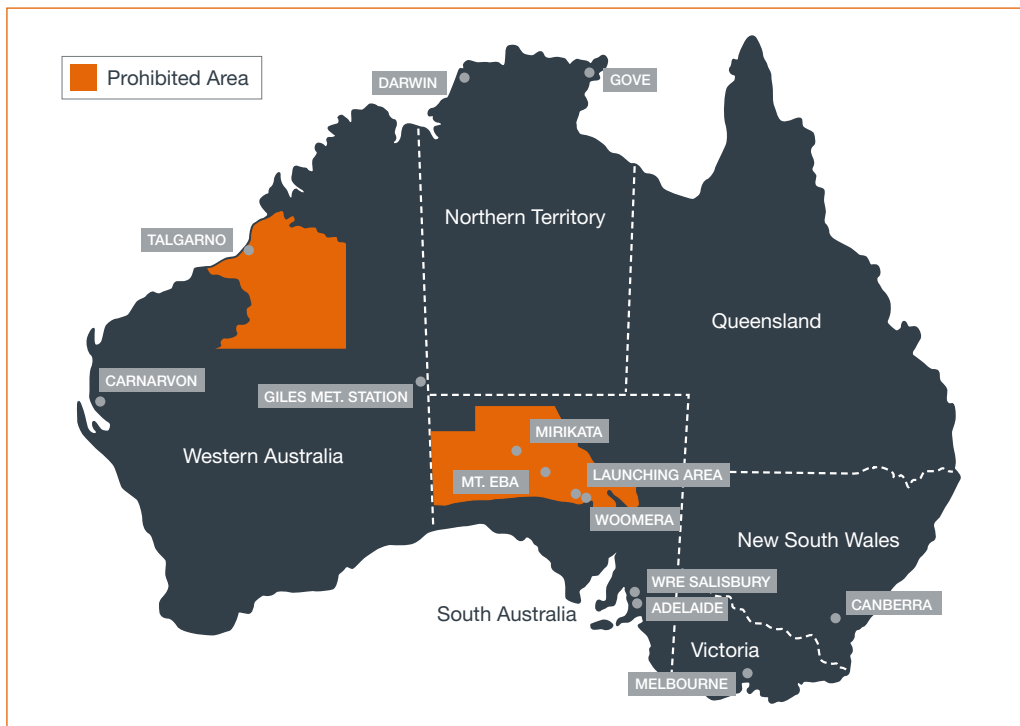 Prohibited Area
DARWIN
GOVE
Northern Territory
TALGARNO
Queensland
CARNARVON
GILES MET. STATION
MIRIKATA
Western Australia
MT. EBA
LAUNCHING AREA
WOOMERA
New South Wales
WRE SALISBURY
CANBERRA
ADELAIDE
South Australia
Victoria
MELBOURNE